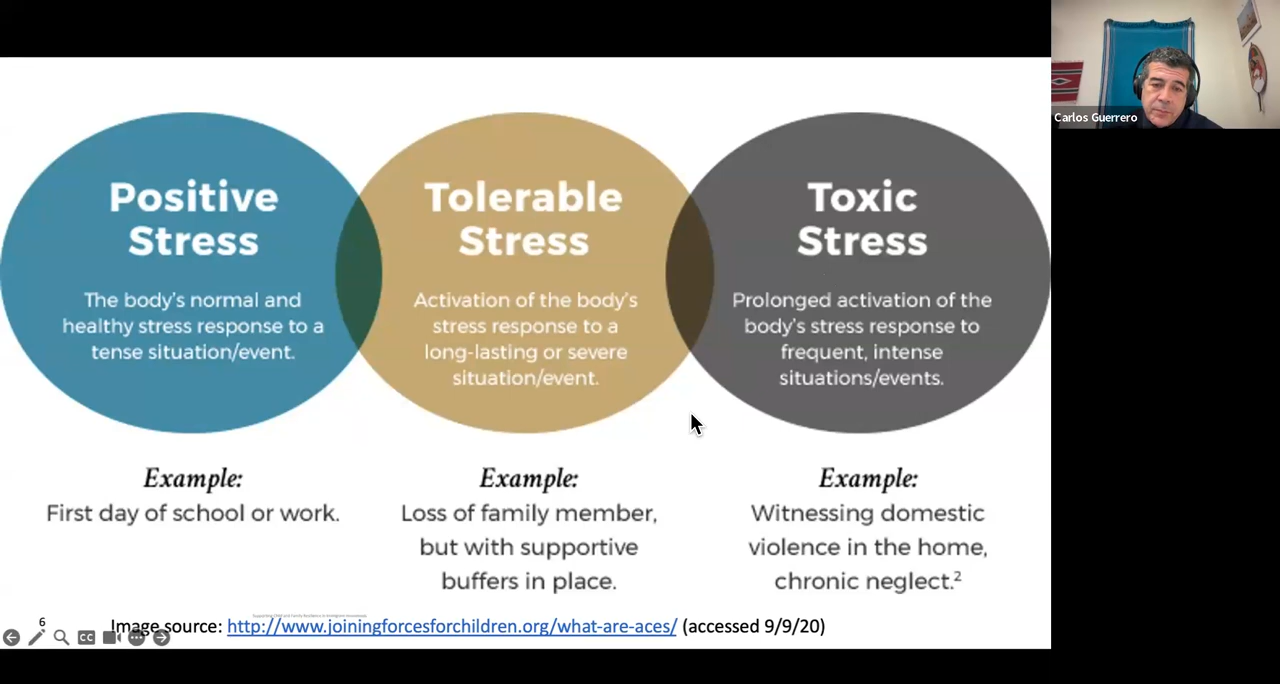 Positive
Stress
The body's normal and
healthy stress response to a
tense situation/event.
Tolerable
Stress
Activation of the body's
stress response to a
long-lasting or severe
situation/event.
Toxic
Stress
Prolonged activation of the
body's stress response to
frequent, intense
situations/events.
Example:
First day of school or work.
Example:
Loss of family member,
but with supportive
buffers in place.
Example:
Witnessing domestic
violence in the home,
chronic neglect.²
6
Image source: http://www.joiningforcesforchildren.org/what-are-aces/ (accessed 9/9/20)
CC
Carlos Guerrero